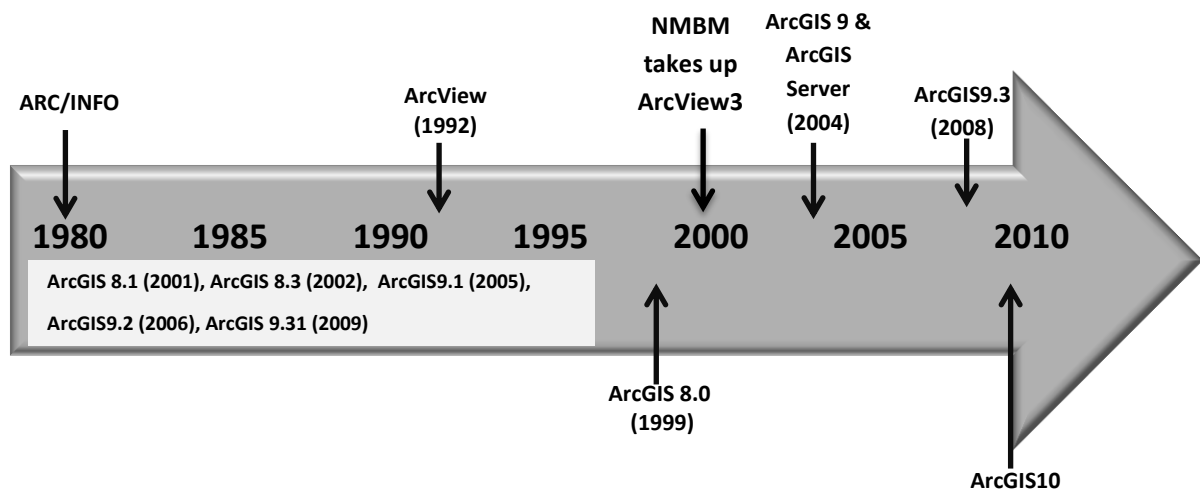 ARC/INFO
ArcView
(1992)
NMBM
takes up
ArcView3
ArcGIS 9 &
ArcGIS
Server
(2004)
ArcGIS9.3
(2008)
1980 1985 1990 1995 2000 2005 2010
ArcGIS 8.1 (2001), ArcGIS 8.3 (2002), ArcGIS9.1 (2005),
ArcGIS9.2 (2006), ArcGIS 9.31 (2009)
ArcGIS 8.0
(1999)
ArcGIS10